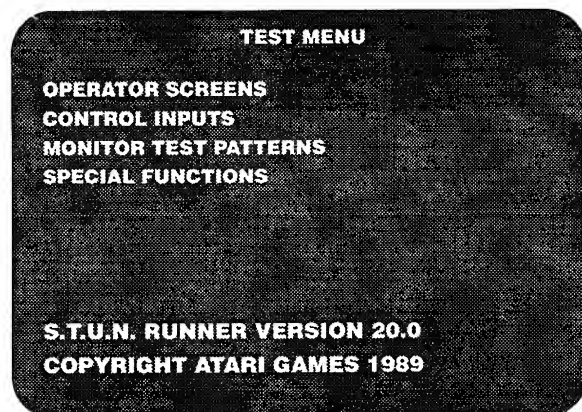 TEST MENU
OPERATOR SCREENS
CONTROL INPUTS
MONITOR TEST PATTERNS
SPECIAL FUNCTIONS
S.T.U.N. RUNNER VERSION 20.0
COPYRIGHT ATARI GAMES 1989